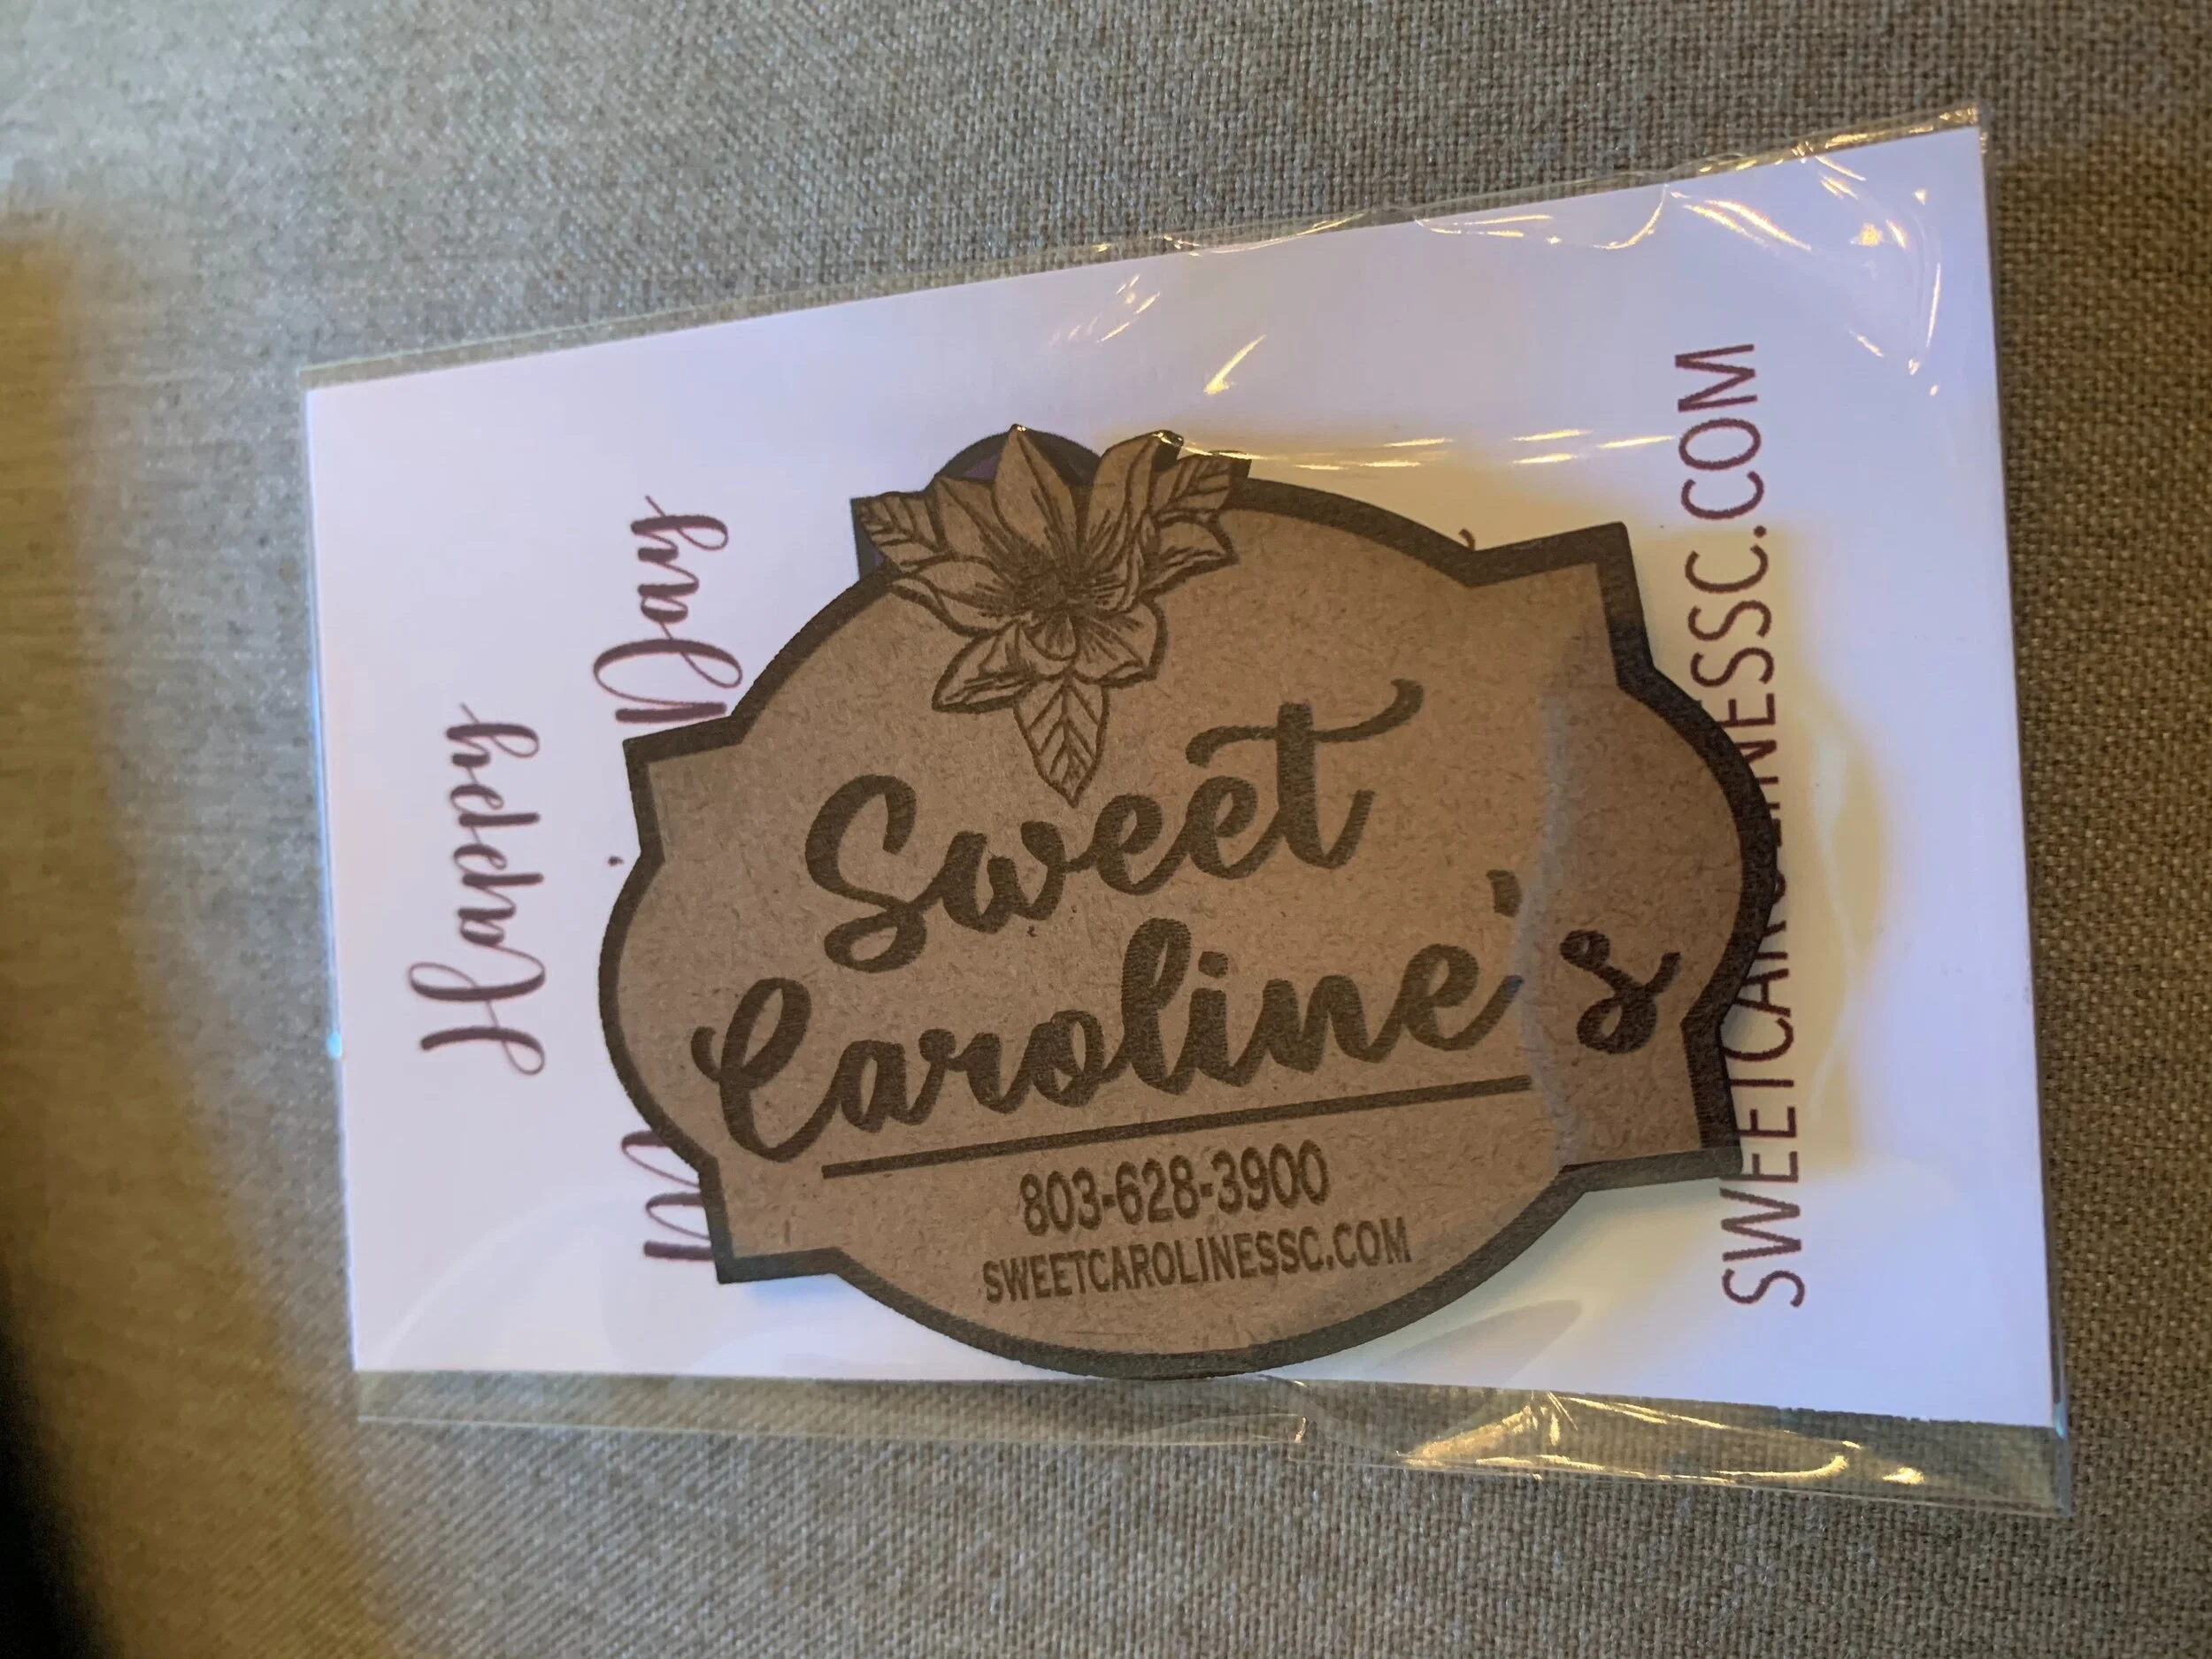 Sweet
Caroline's
803-628-3900
SWEETCAROLINESSC.COM
Happy
Day
SWEETCAROLINESSC.COM